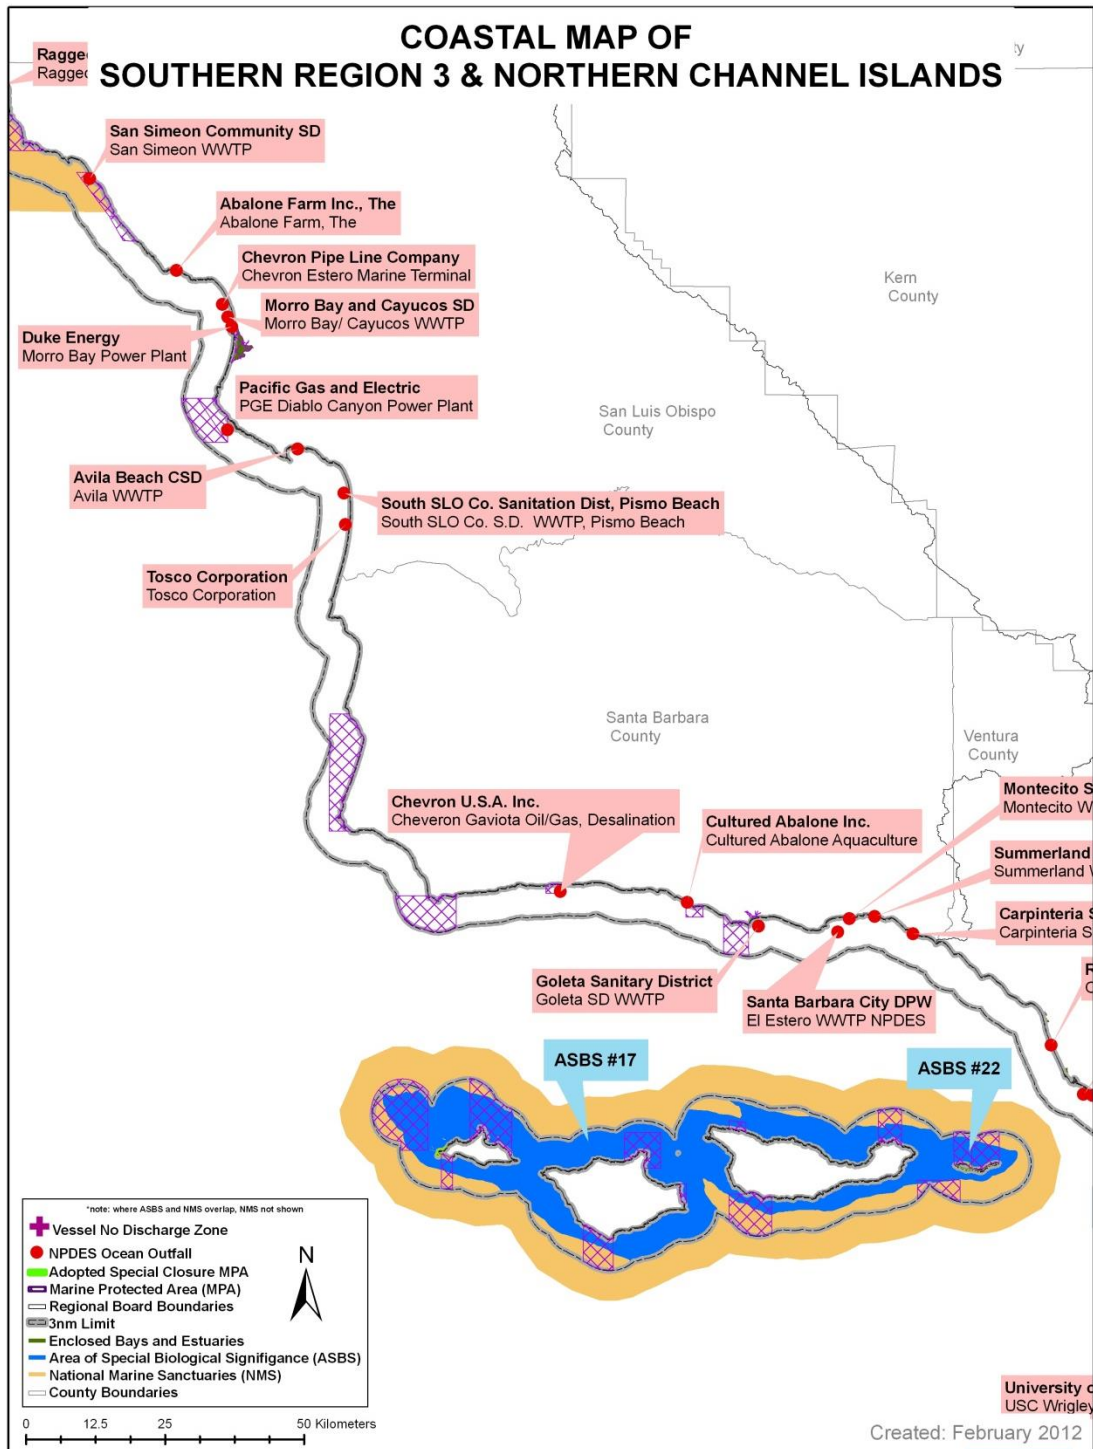 COASTAL MAP OF
SOUTHERN REGION 3 & NORTHERN CHANNEL ISLANDS
San Simeon Community SD
San Simeon WWTP
Abalone Farm Inc., The
Abalone Farm, The
Chevron Pipe Line Company
Chevron Estero Marine Terminal
Morro Bay and Cayucos SD
Morro Bay/ Cayucos WWTP
Duke Energy
Morro Bay Power Plant
Pacific Gas and Electric
PGE Diablo Canyon Power Plant
Avila Beach CSD
Avila WWTP
South SLO Co. Sanitation Dist, Pismo Beach
South SLO Co. S.D. WWTP, Pismo Beach
Tosco Corporation
Tosco Corporation
Kern
County
San Luis Obispo
County
Santa Barbara
County
Ventura
County
Chevron U.S.A. Inc.
Cheveron Gaviota Oil/Gas, Desalination
Cultured Abalone Inc.
Cultured Abalone Aquaculture
Montecito S
Montecito W
Summerland
Summerland W
Carpinteria S
Carpinteria S
Goleta Sanitary District
Goleta SD WWTP
Santa Barbara City DPW
El Estero WWTP NPDES
ASBS #17
ASBS #22
*note: where ASBS and NMS overlap, NMS not shown
Vessel No Discharge Zone
NPDES Ocean Outfall
Adopted Special Closure MPA
Marine Protected Area (MPA)
Regional Board Boundaries
3nm Limit
Enclosed Bays and Estuaries
Area of Special Biological Signifigance (ASBS)
National Marine Sanctuaries (NMS)
County Boundaries
N
0 12.5 25 50 Kilometers
University
USC Wrigley
Created: February 2012